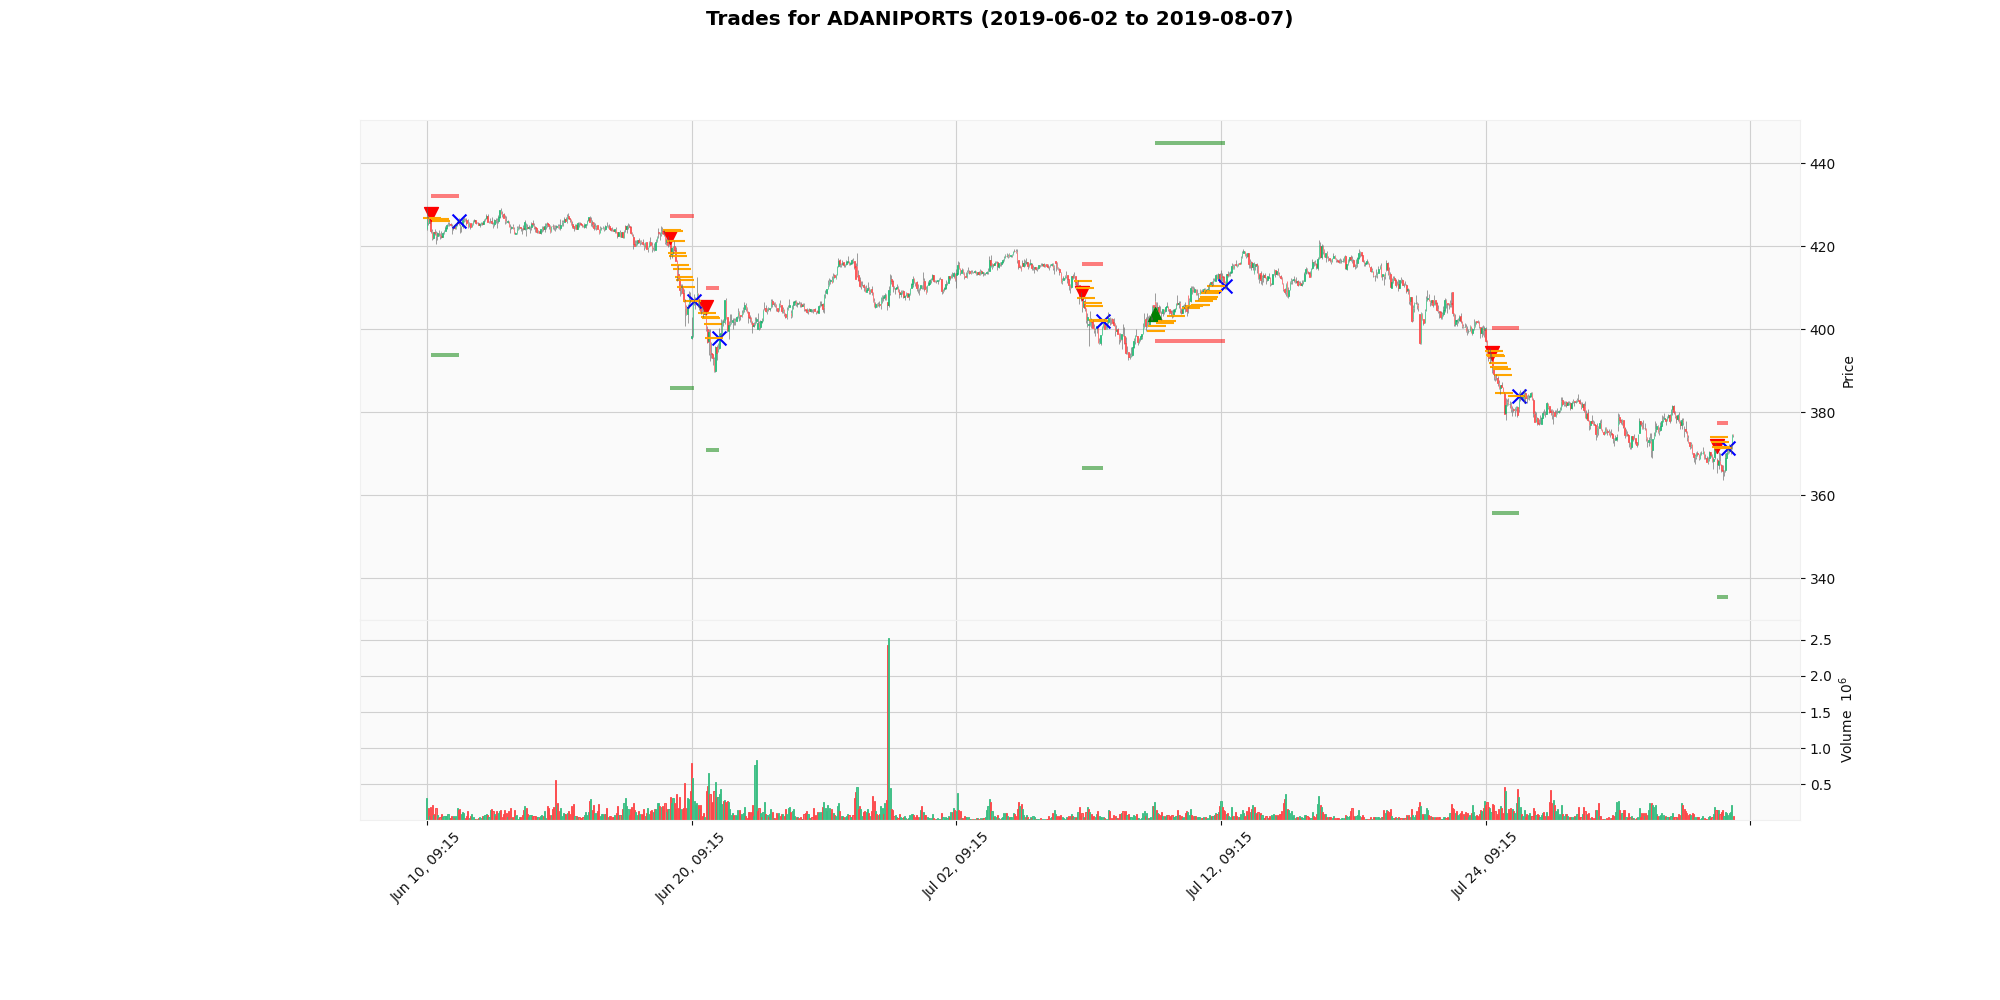 Trades for ADANIPORTS (2019-06-02 to 2019-08-07)
440
420
400
380
360
340
Price
2.5
2.0
1.5
1.0
0.5
Volume 10^6
Jun 10, 09:15
Jun 20, 09:15
Jul 02, 09:15
Jul 12, 09:15
Jul 24, 09:15